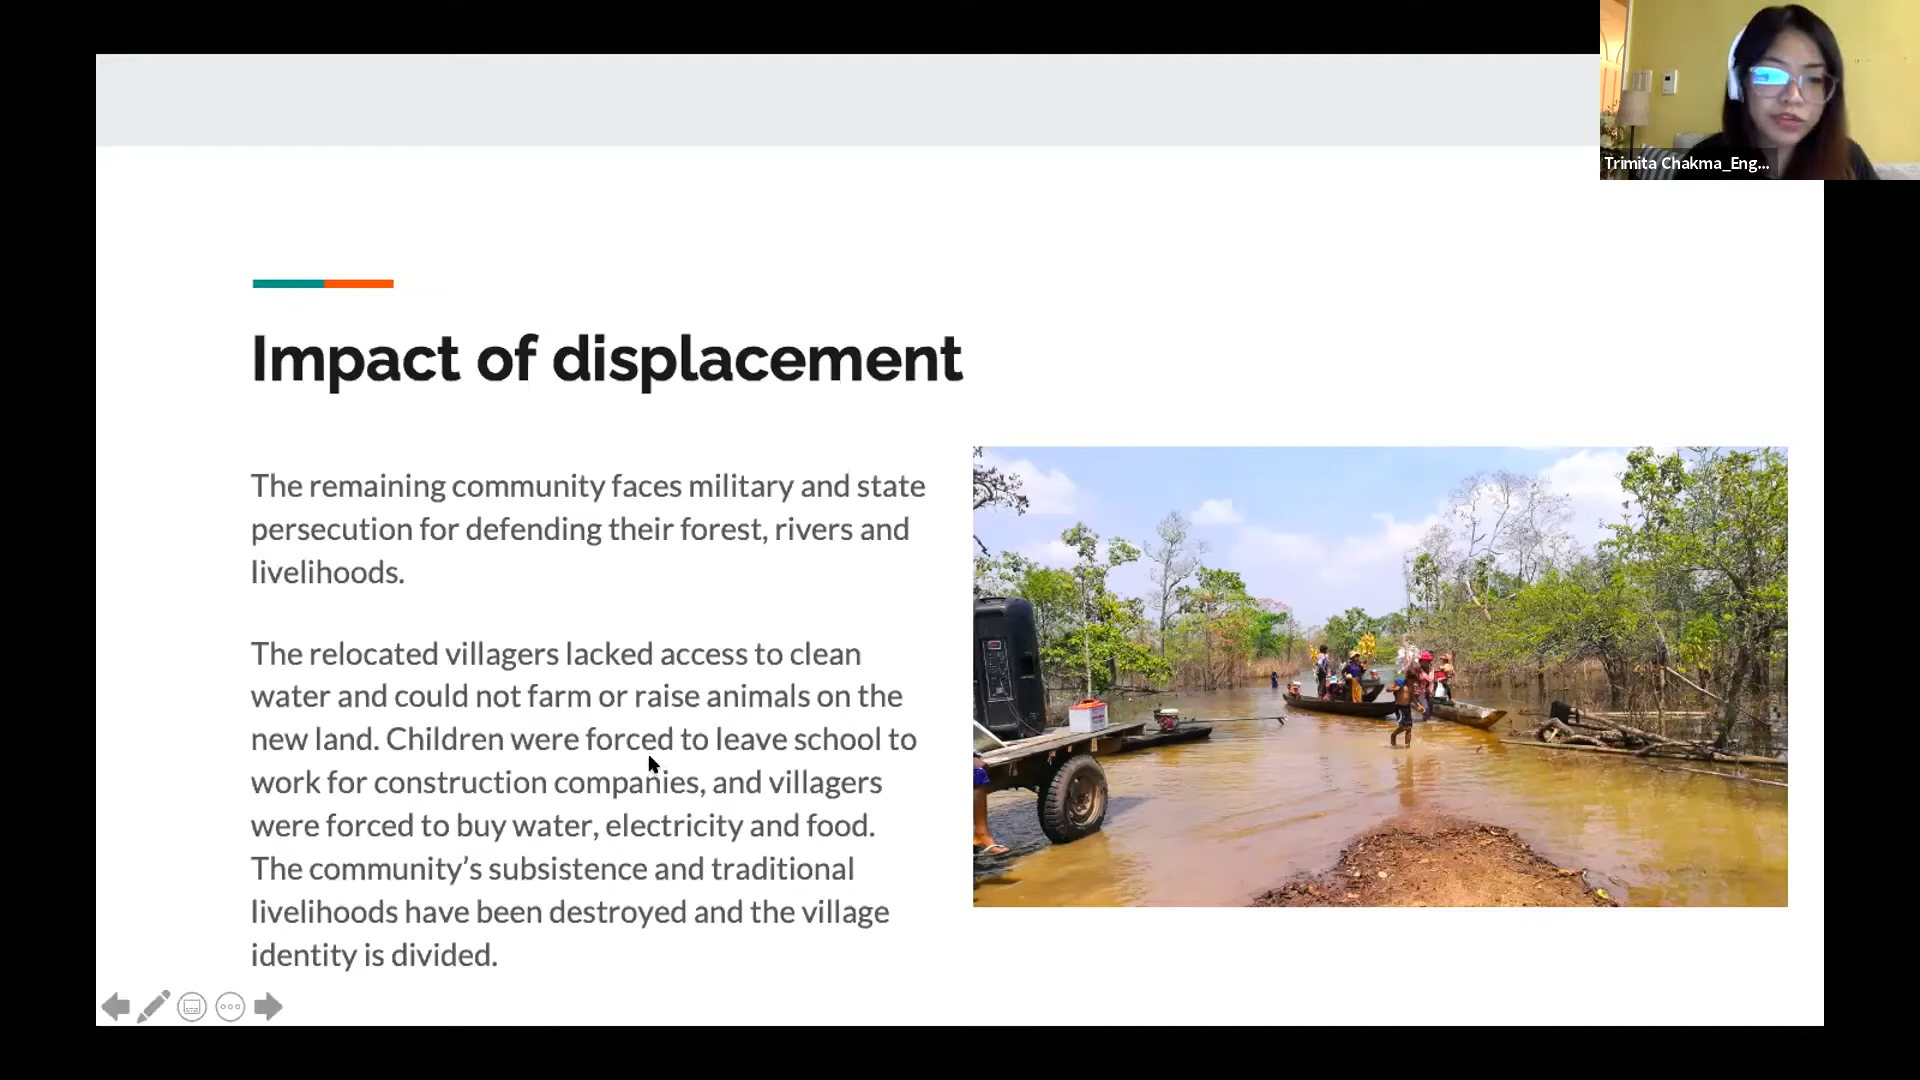 Trimita Chakma_Eng...
Impact of displacement
The remaining community faces military and state
persecution for defending their forest, rivers and
livelihoods.
The relocated villagers lacked access to clean
water and could not farm or raise animals on the
new land. Children were forced to leave school to
work for construction companies, and villagers
were forced to buy water, electricity and food.
The community’s subsistence and traditional
livelihoods have been destroyed and the village
identity is divided.